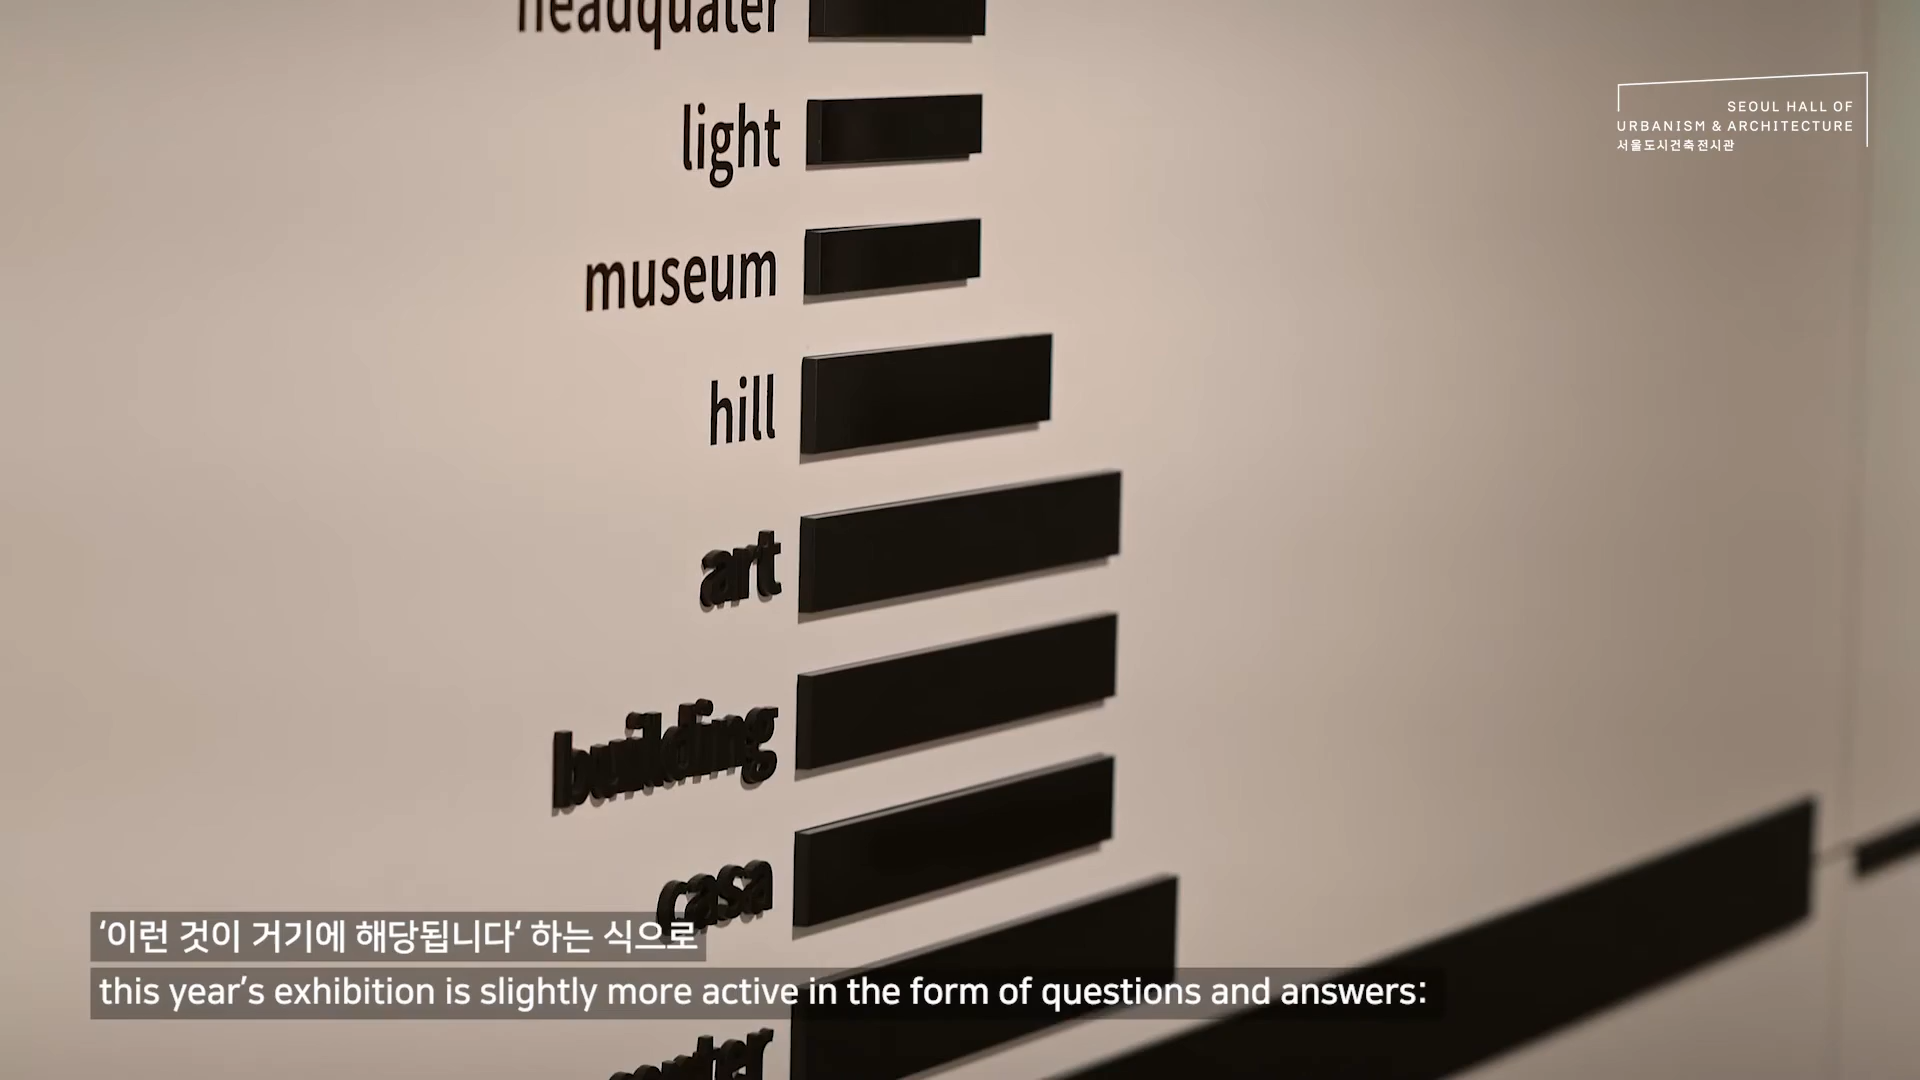 headquater
light
museum
hill
art
building
casa
SEOUL HALL OF
URBANISM & ARCHITECTURE
서울도시건축전시관
‘이런 것이 거기에 해당됩니다‘ 하는 식으로
this year’s exhibition is slightly more active in the form of questions and answers: